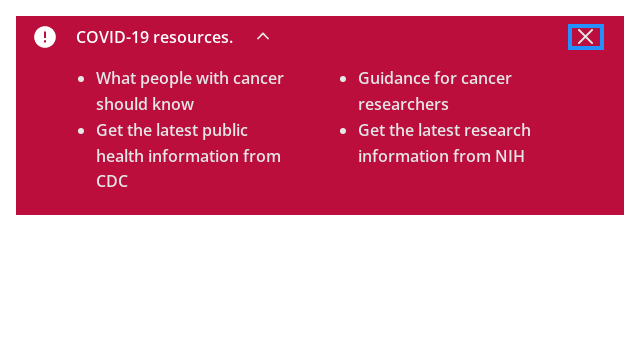 COVID-19 resources.
What people with cancer
should know
Get the latest public
health information from
CDC
Guidance for cancer
researchers
Get the latest research
information from NIH